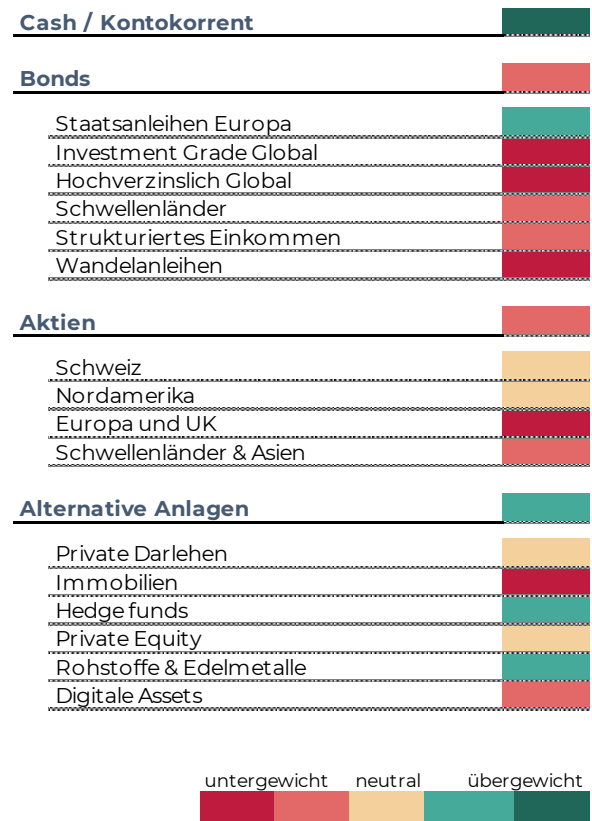 Cash / Kontokorrent
Bonds
Staatsanleihen Europa
Investment Grade Global
Hochverzinslich Global
Schwellenländer
Strukturiertes Einkommen
Wandelanleihen
Aktien
Schweiz
Nordamerika
Europa und UK
Schwellenländer & Asien
Alternative Anlagen
Private Darlehen
Immobilien
Hedge funds
Private Equity
Rohstoffe & Edelmetalle
Digitale Assets
untergewicht neutral übergewicht